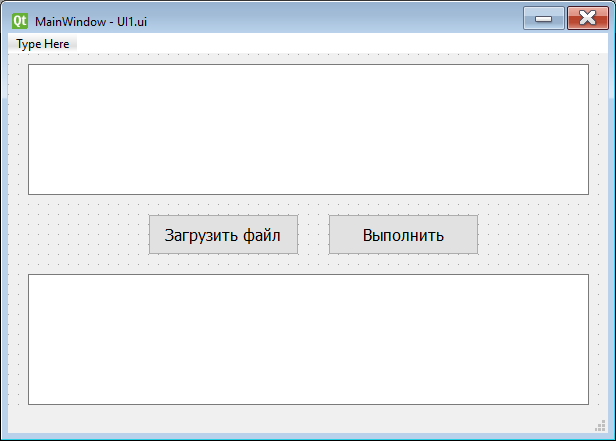 Qt MainWindow - UI1.ui
Type Here
Загрузить файл Выполнить